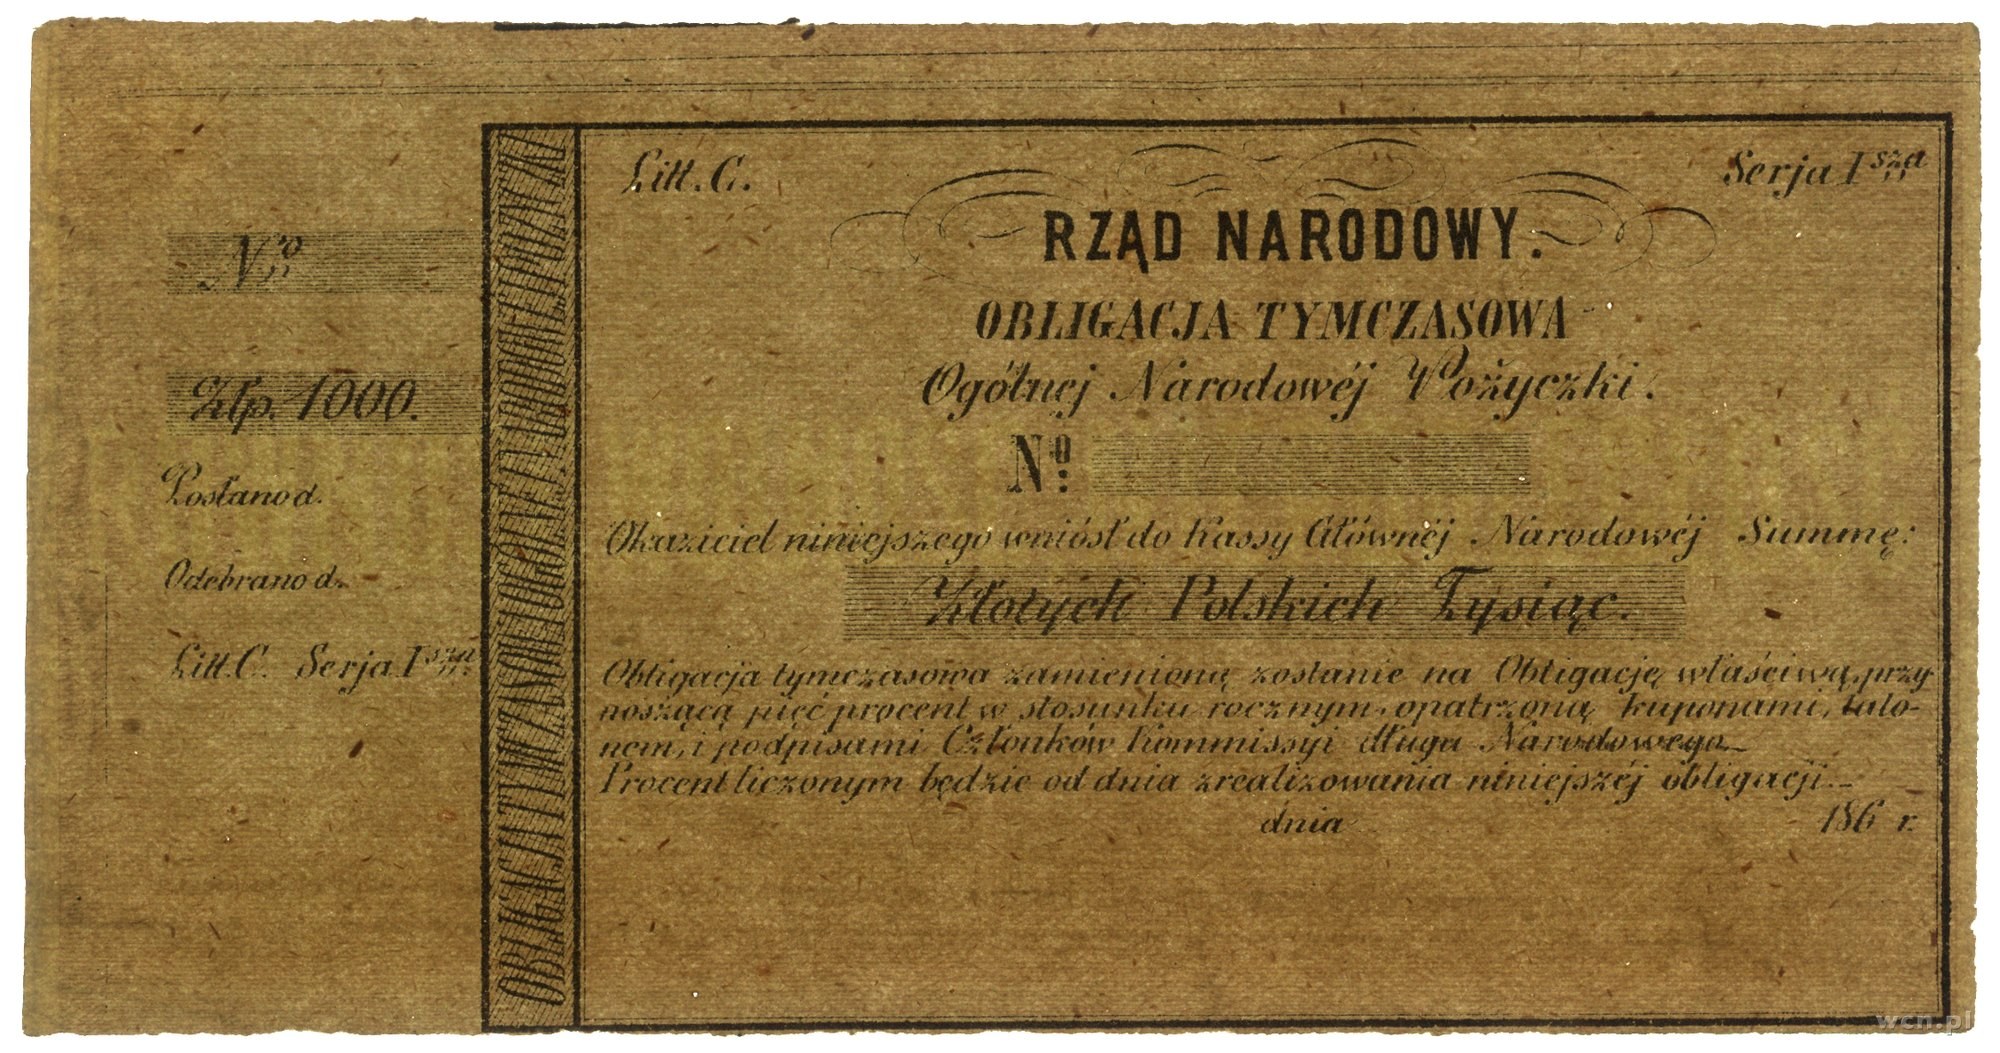 No
Złp. 1000.
Posłano d.
Odebrano d.
Litt. C. Serja I sza
OBLIGACJA TYMCZASOWA OGÓLNEJ NARODOWEJ POŻYCZKI
Litt. C.
Serja I sza
RZĄD NARODOWY.
OBLIGACJA TYMCZASOWA
Ogólnej Narodowéj Pożyczki.
No.
Okaziciel niniejszego wniósł do Kassy Głównéj Narodowéj Summę:
Złotych Polskich Tysiąc.
Obligacja tymczasowa zamienioną zostanie na Obligację właściwą, przy-
noszącą pięć procent w stosunku rocznym, opatrzoną kuponami, talo-
nem, i podpisami Członków Kommissyi długu Narodowego.
Procent liczonym będzie od dnia zrealizowania niniejszéj obligacji.
dnia 186 r.
wcn.pl